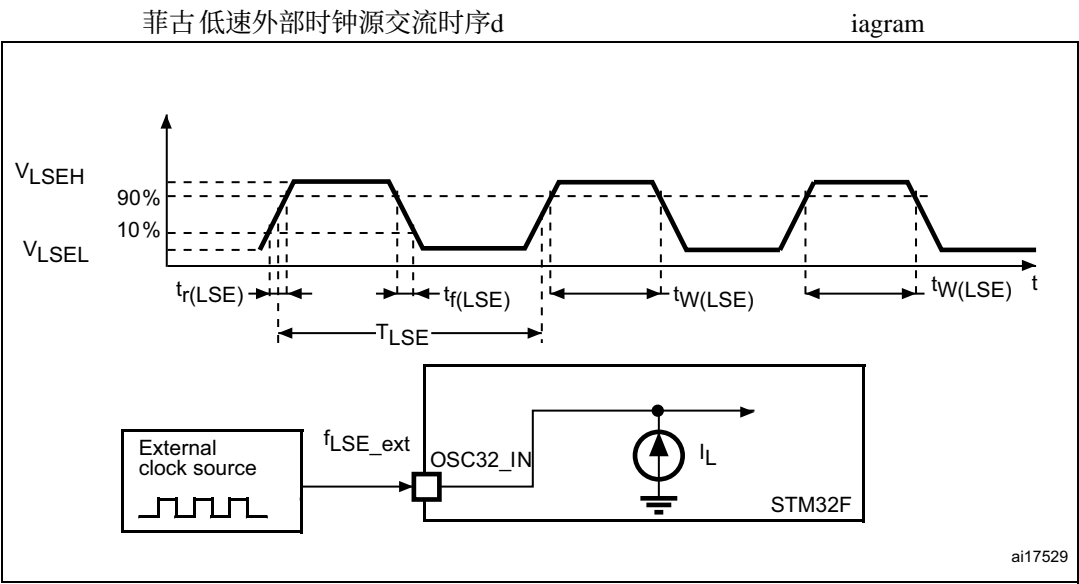 菲古 低速外部时钟源交流时序d iagram
VLSEH
90%
10%
VLSEL
tr(LSE) tf(LSE) tW(LSE) tW(LSE) t
TLSE
External
clock source
fLSE_ext
OSC32_IN
IL
STM32F
ai17529